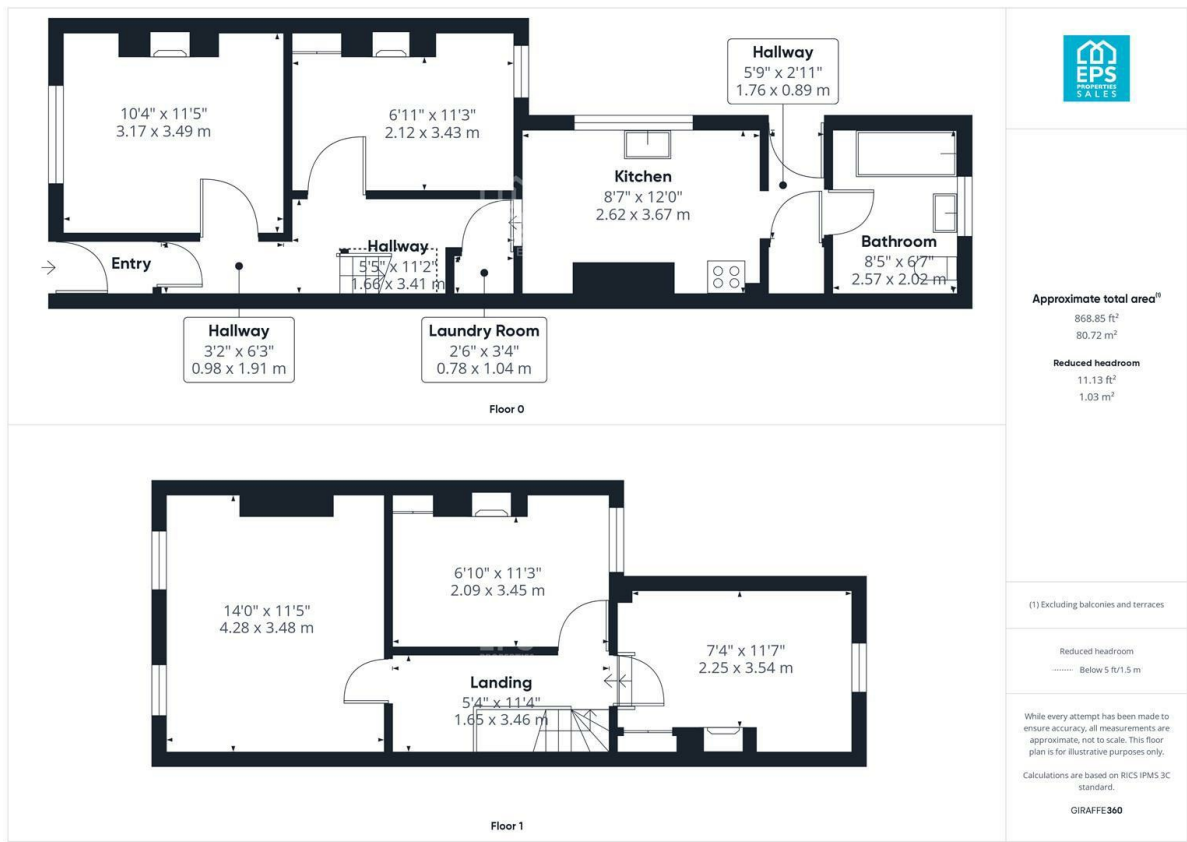 Hallway
5'9" x 2'11"
1.76 x 0.89 m
10'4" x 11'5"
3.17 x 3.49 m
6'11" x 11'3"
2.12 x 3.43 m
Kitchen
8'7" x 12'0"
2.62 x 3.67 m
Entry
Hallway
5'5" x 11'2"
1.66 x 3.41 m
Bathroom
8'5" x 6'7"
2.57 x 2.02 m
Hallway
3'2" x 6'3"
0.98 x 1.91 m
Laundry Room
2'6" x 3'4"
0.78 x 1.04 m
Floor 0
14'0" x 11'5"
4.28 x 3.48 m
6'10" x 11'3"
2.09 x 3.45 m
7'4" x 11'7"
2.25 x 3.54 m
Landing
5'4" x 11'4"
1.65 x 3.46 m
Floor 1
EPS
PROPERTIES
SALES
Approximate total area(1)
868.85 ft²
80.72 m²
Reduced headroom
11.13 ft²
1.03 m²
(1) Excluding balconies and terraces
Reduced headroom
Below 5 ft/1.5 m
While every attempt has been made to
ensure accuracy, all measurements are
approximate, not to scale. This floor
plan is for illustrative purposes only.
Calculations are based on RICS IPMS 3C
standard.
GIRAFFE360